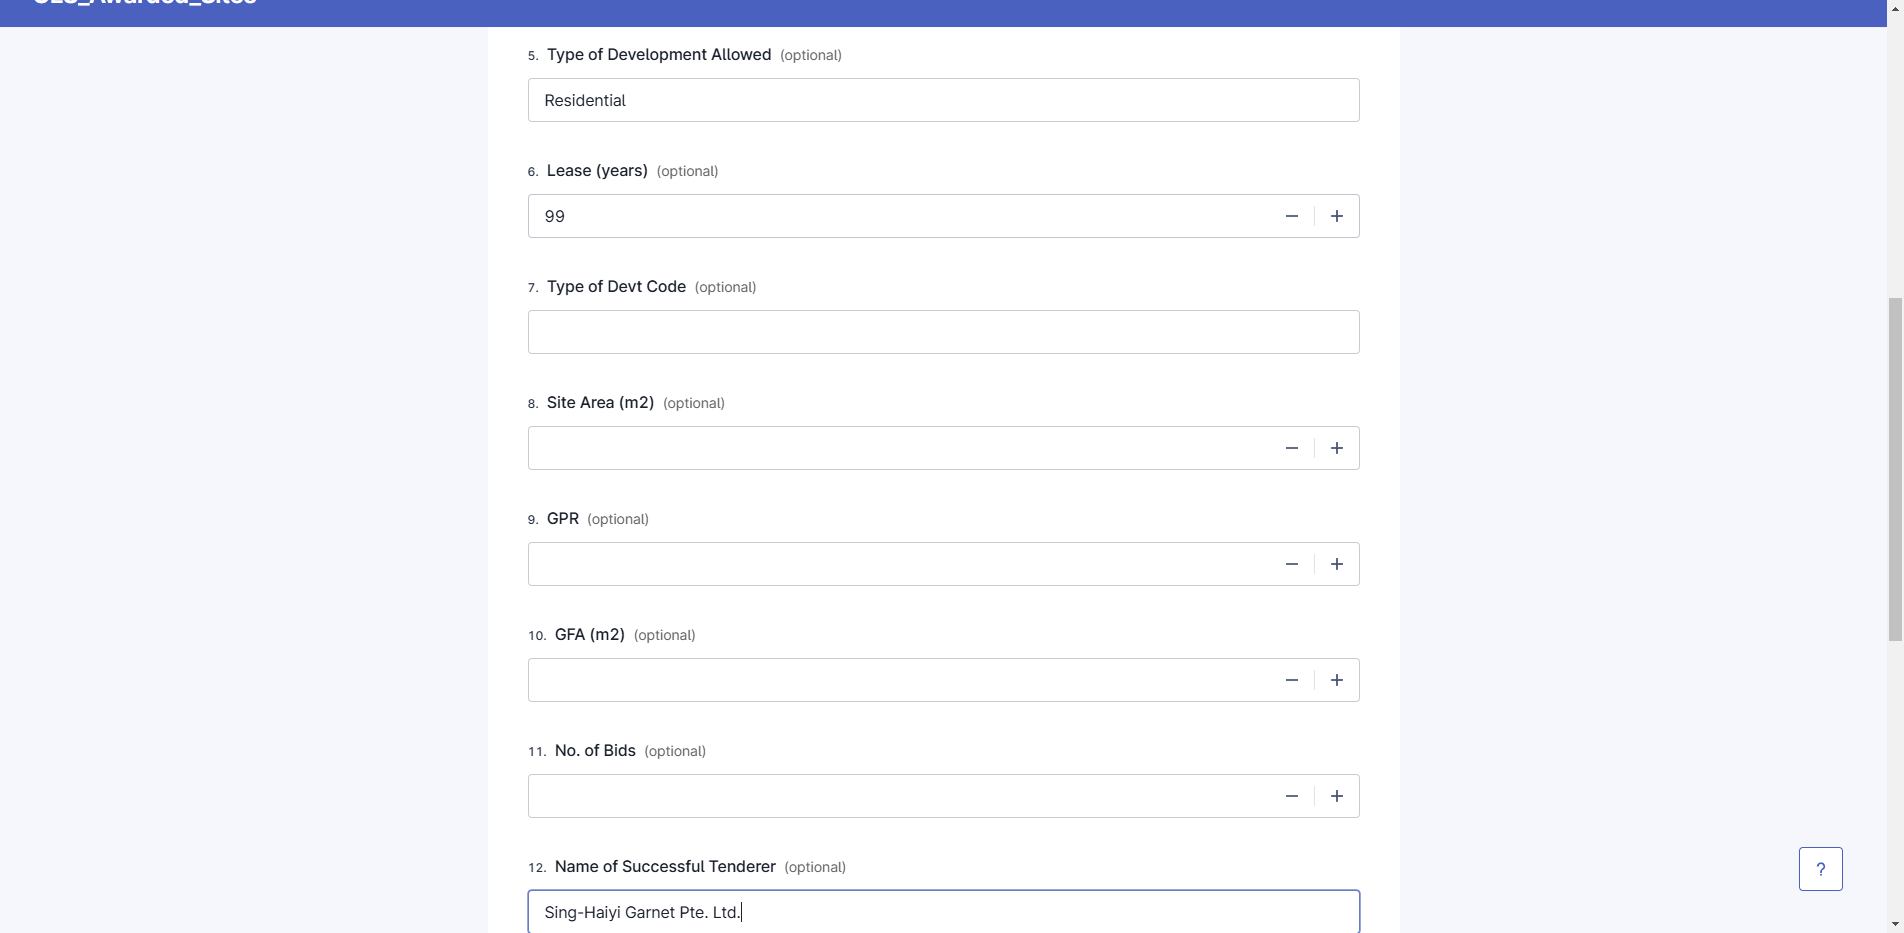 GLS_Awarded_Sites
5. Type of Development Allowed (optional)
Residential
6. Lease (years) (optional)
99
7. Type of Devt Code (optional)
8. Site Area (m2) (optional)
9. GPR (optional)
10. GFA (m2) (optional)
11. No. of Bids (optional)
12. Name of Successful Tenderer (optional)
?
Sing-Haiyi Garnet Pte. Ltd.